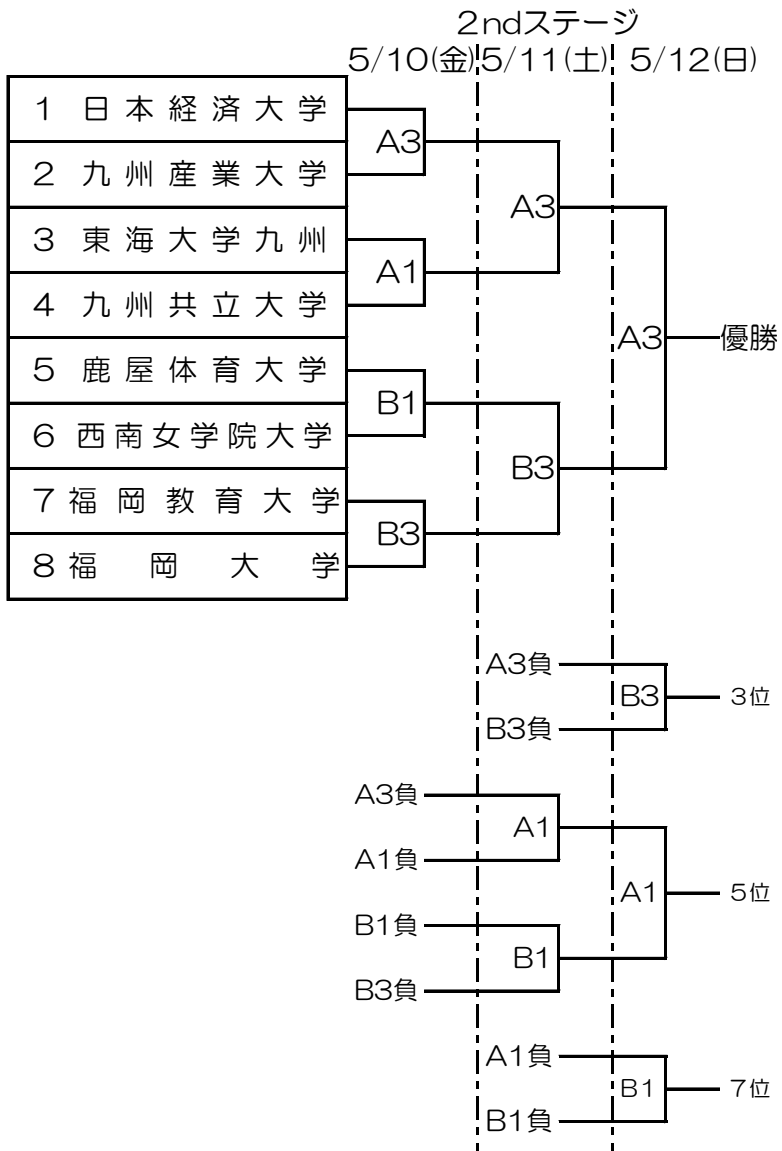 2ndステージ
5/10(金) 5/11(土) 5/12(日)
1 日本経済大学
A3
2 九州産業大学
A3
3 東海大学九州
A1
4 九州共立大学
A3 優勝
5 鹿屋体育大学
B1
6 西南女学院大学
B3
7 福岡教育大学
B3
8 福岡大学
A3負
B3 3位
B3負
A3負
A1
A1負
A1 5位
B1負
B1
B3負
A1負
B1 7位
B1負